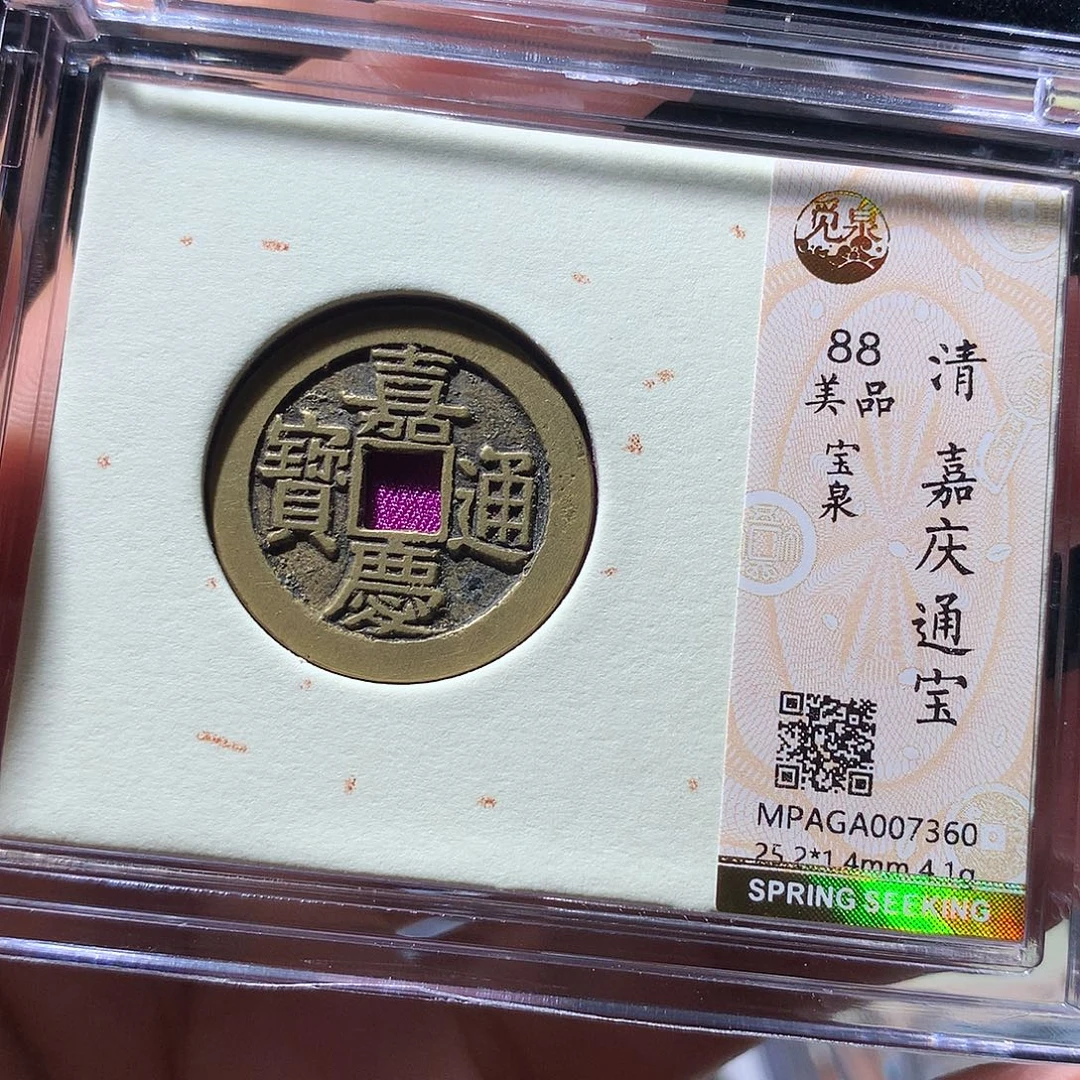 嘉慶通寶
觅泉
清 嘉庆通宝
88
美品
宝泉
MPAGA007360
25.2*1.4mm 4.1g
SPRING SEEKING